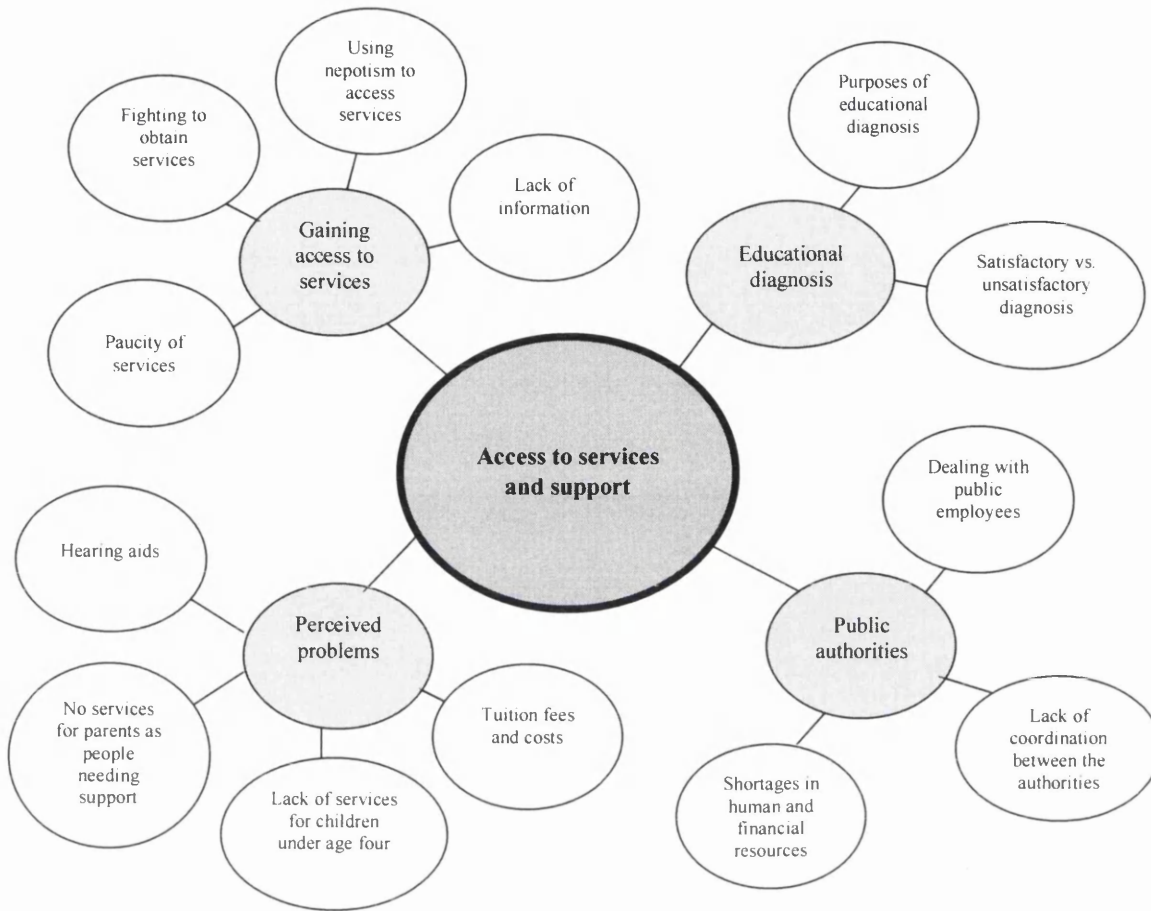 Using
nepotism to
access
services
Fighting to
obtain
services
Lack of
information
Gaining
access to
services
Paucity of
services
Purposes of
educational
diagnosis
Educational
diagnosis
Satisfactory vs.
unsatisfactory
diagnosis
Access to services
and support
Hearing aids
Perceived
problems
No services
for parents as
people
needing
support
Lack of services
for children
under age four
Tuition fees
and costs
Dealing with
public
employees
Public
authorities
Lack of
coordination
between the
authorities
Shortages in
human and
financial
resources